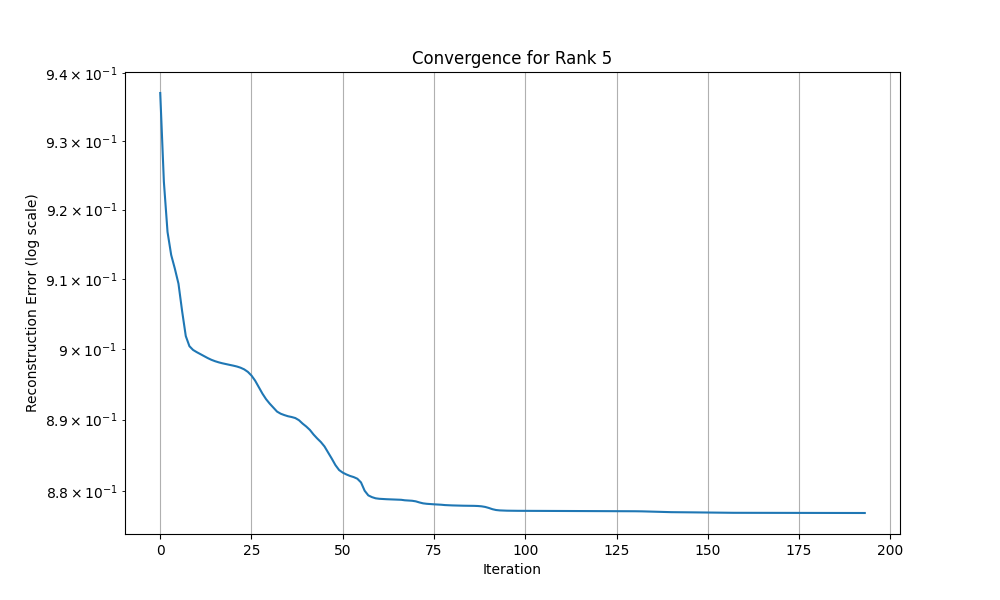 Convergence for Rank 5
Reconstruction Error (log scale)
9.4 × 10⁻¹
9.3 × 10⁻¹
9.2 × 10⁻¹
9.1 × 10⁻¹
9 × 10⁻¹
8.9 × 10⁻¹
8.8 × 10⁻¹
0 25 50 75 100 125 150 175 200
Iteration